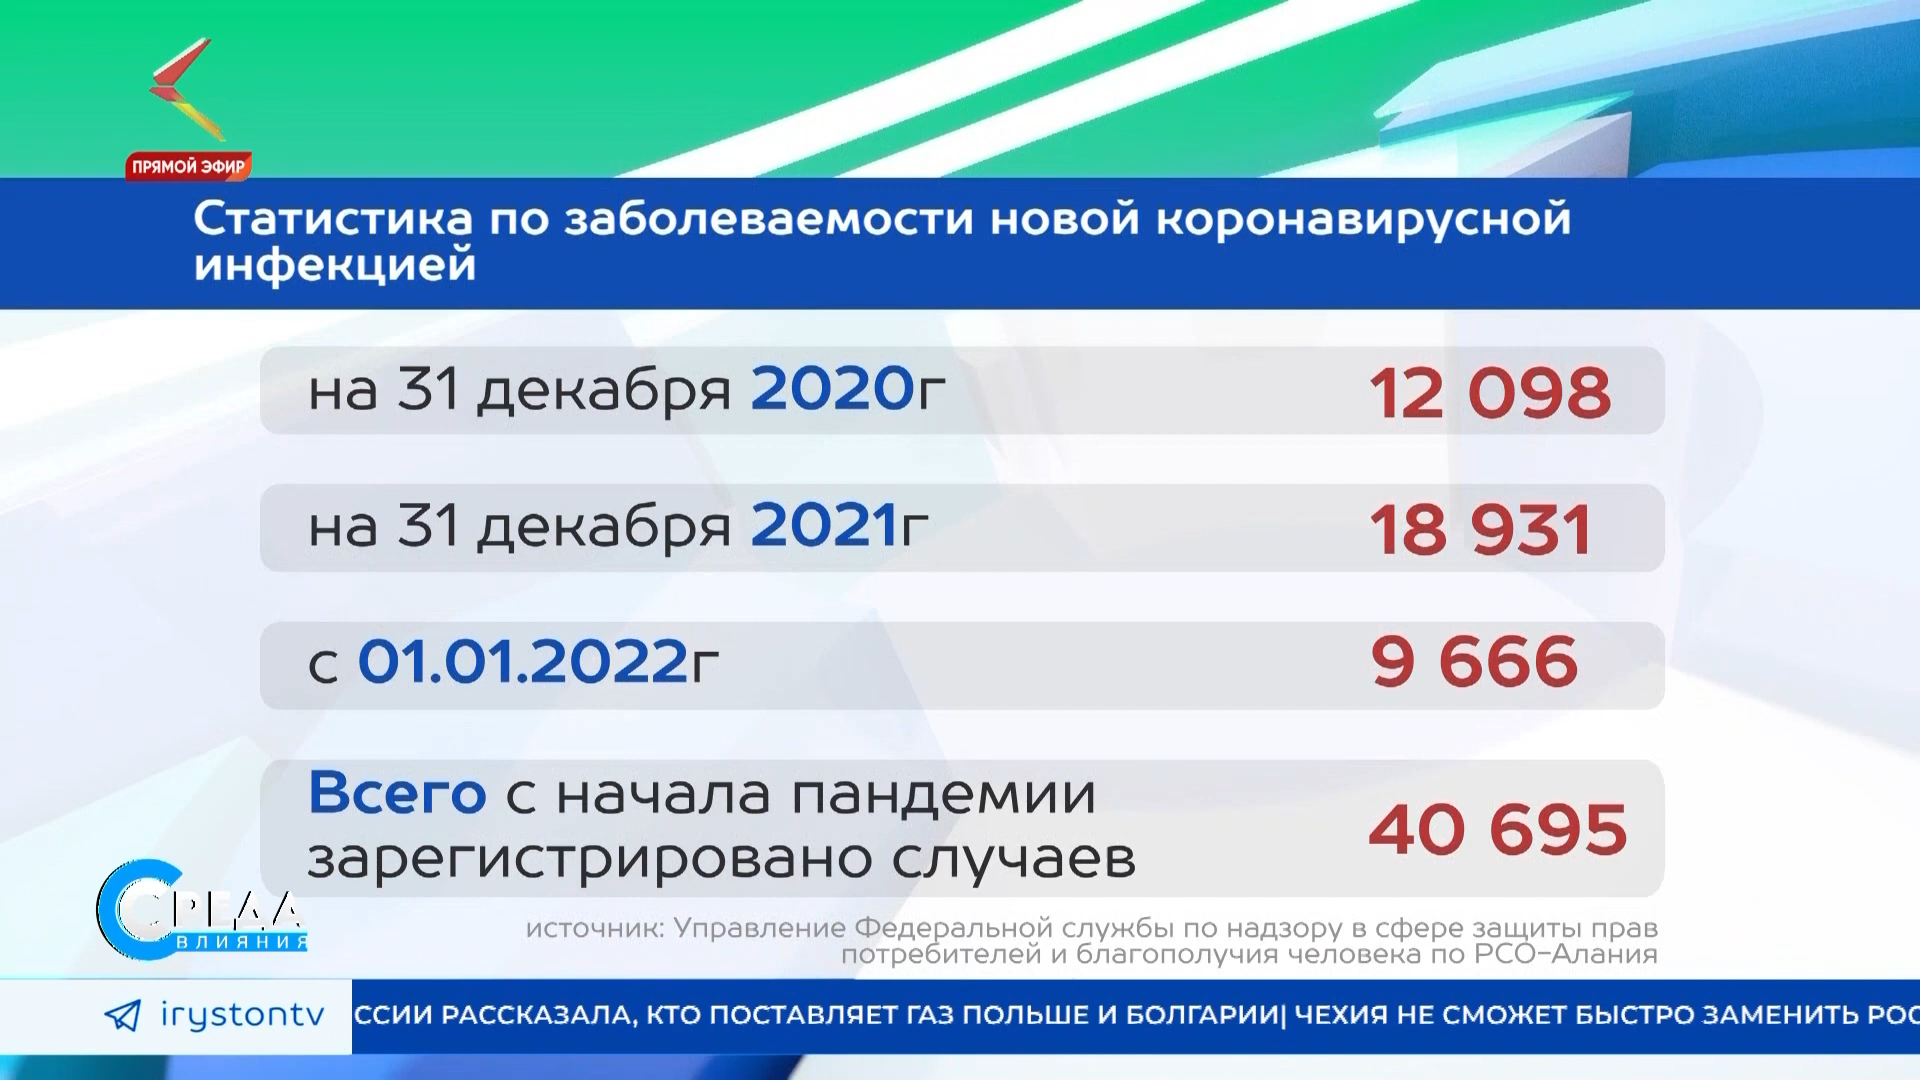 ПРЯМОЙ ЭФИР
Статистика по заболеваемости новой коронавирусной
инфекцией
на 31 декабря 2020г 12 098
на 31 декабря 2021г 18 931
с 01.01.2022г 9 666
Всего с начала пандемии
зарегистрировано случаев 40 695
СРЕДА
ВЛИЯНИЯ
источник: Управление Федеральной службы по надзору в сфере защиты прав
потребителей и благополучия человека по РСО-Алания
irystontv ССИИ РАССКАЗАЛА, КТО ПОСТАВЛЯЕТ ГАЗ ПОЛЬШЕ И БОЛГАРИИ| ЧЕХИЯ НЕ СМОЖЕТ БЫСТРО ЗАМЕНИТЬ РОС